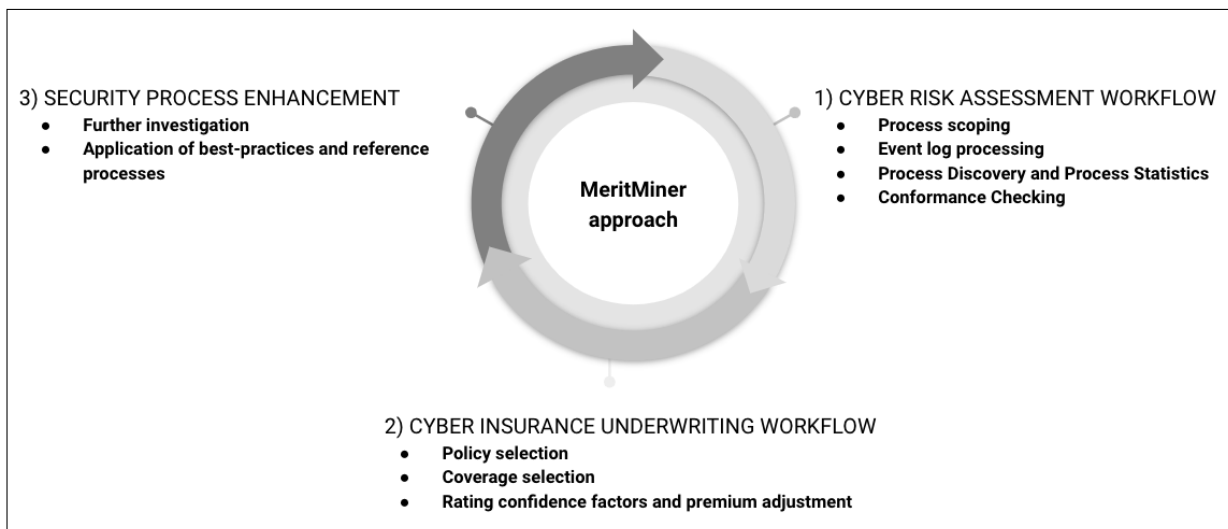 3) SECURITY PROCESS ENHANCEMENT
● Further investigation
● Application of best-practices and reference
processes
MeritMiner
approach
1) CYBER RISK ASSESSMENT WORKFLOW
● Process scoping
● Event log processing
● Process Discovery and Process Statistics
● Conformance Checking
2) CYBER INSURANCE UNDERWRITING WORKFLOW
● Policy selection
● Coverage selection
● Rating confidence factors and premium adjustment